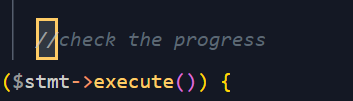 //check the progress
($stmt->execute()) {